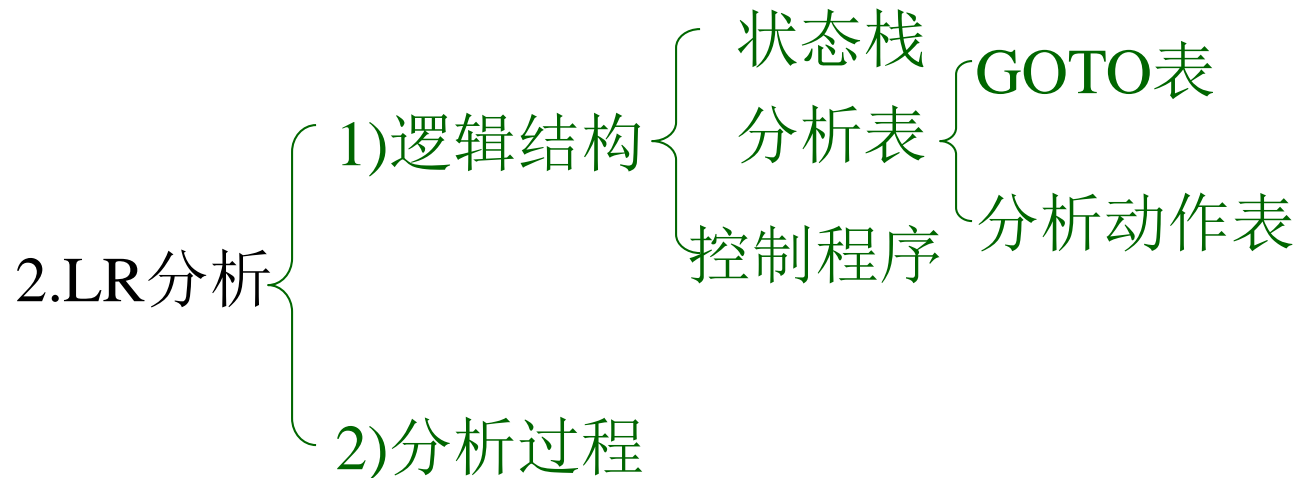 2.LR分析
1)逻辑结构
状态栈
分析表
GOTO表
分析动作表
控制程序
2)分析过程